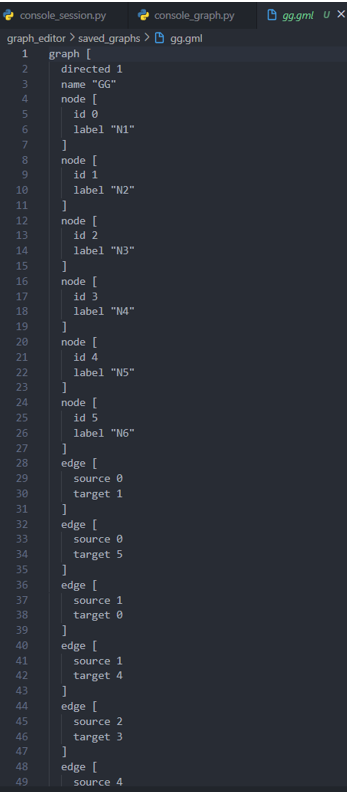 console_session.py console_graph.py gg.gml U ×
graph_editor > saved_graphs > gg.gml
1 graph [
2 directed 1
3 name "GG"
4 node [
5 id 0
6 label "N1"
7 ]
8 node [
9 id 1
10 label "N2"
11 ]
12 node [
13 id 2
14 label "N3"
15 ]
16 node [
17 id 3
18 label "N4"
19 ]
20 node [
21 id 4
22 label "N5"
23 ]
24 node [
25 id 5
26 label "N6"
27 ]
28 edge [
29 source 0
30 target 1
31 ]
32 edge [
33 source 0
34 target 5
35 ]
36 edge [
37 source 1
38 target 0
39 ]
40 edge [
41 source 1
42 target 4
43 ]
44 edge [
45 source 2
46 target 3
47 ]
48 edge [
49 source 4